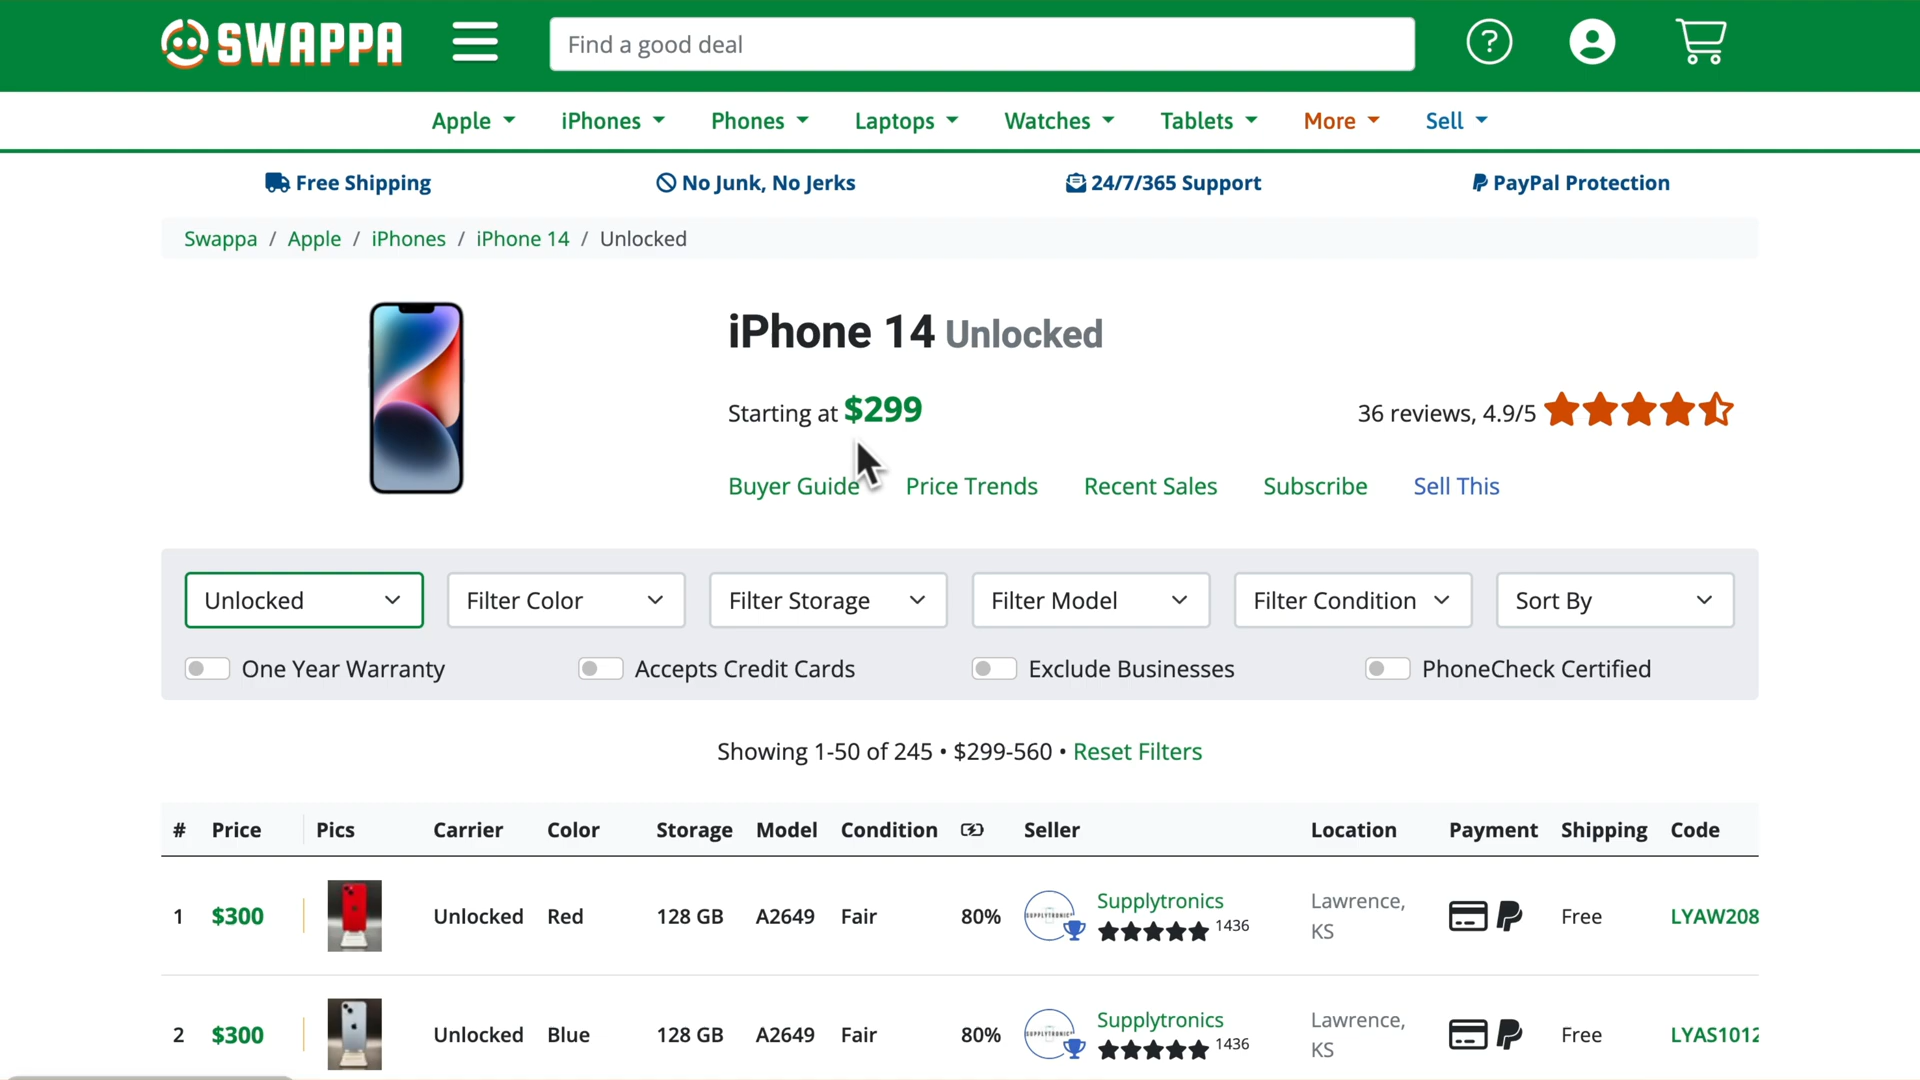 SWAPPA
Find a good deal
?
Apple iPhones Phones Laptops Watches Tablets More Sell
Free Shipping No Junk, No Jerks 24/7/365 Support PayPal Protection
Swappa / Apple / iPhones / iPhone 14 / Unlocked
iPhone 14 Unlocked
Starting at $299
36 reviews, 4.9/5
Buyer Guide Price Trends Recent Sales Subscribe Sell This
Unlocked Filter Color Filter Storage Filter Model Filter Condition Sort By
One Year Warranty Accepts Credit Cards Exclude Businesses PhoneCheck Certified
Showing 1-50 of 245 • $299-560 • Reset Filters
# Price Pics Carrier Color Storage Model Condition Seller Location Payment Shipping Code
1 $300 Unlocked Red 128 GB A2649 Fair 80% Supplytronics 1436 Lawrence, KS Free LYAW208
2 $300 Unlocked Blue 128 GB A2649 Fair 80% Supplytronics 1436 Lawrence, KS Free LYAS1012